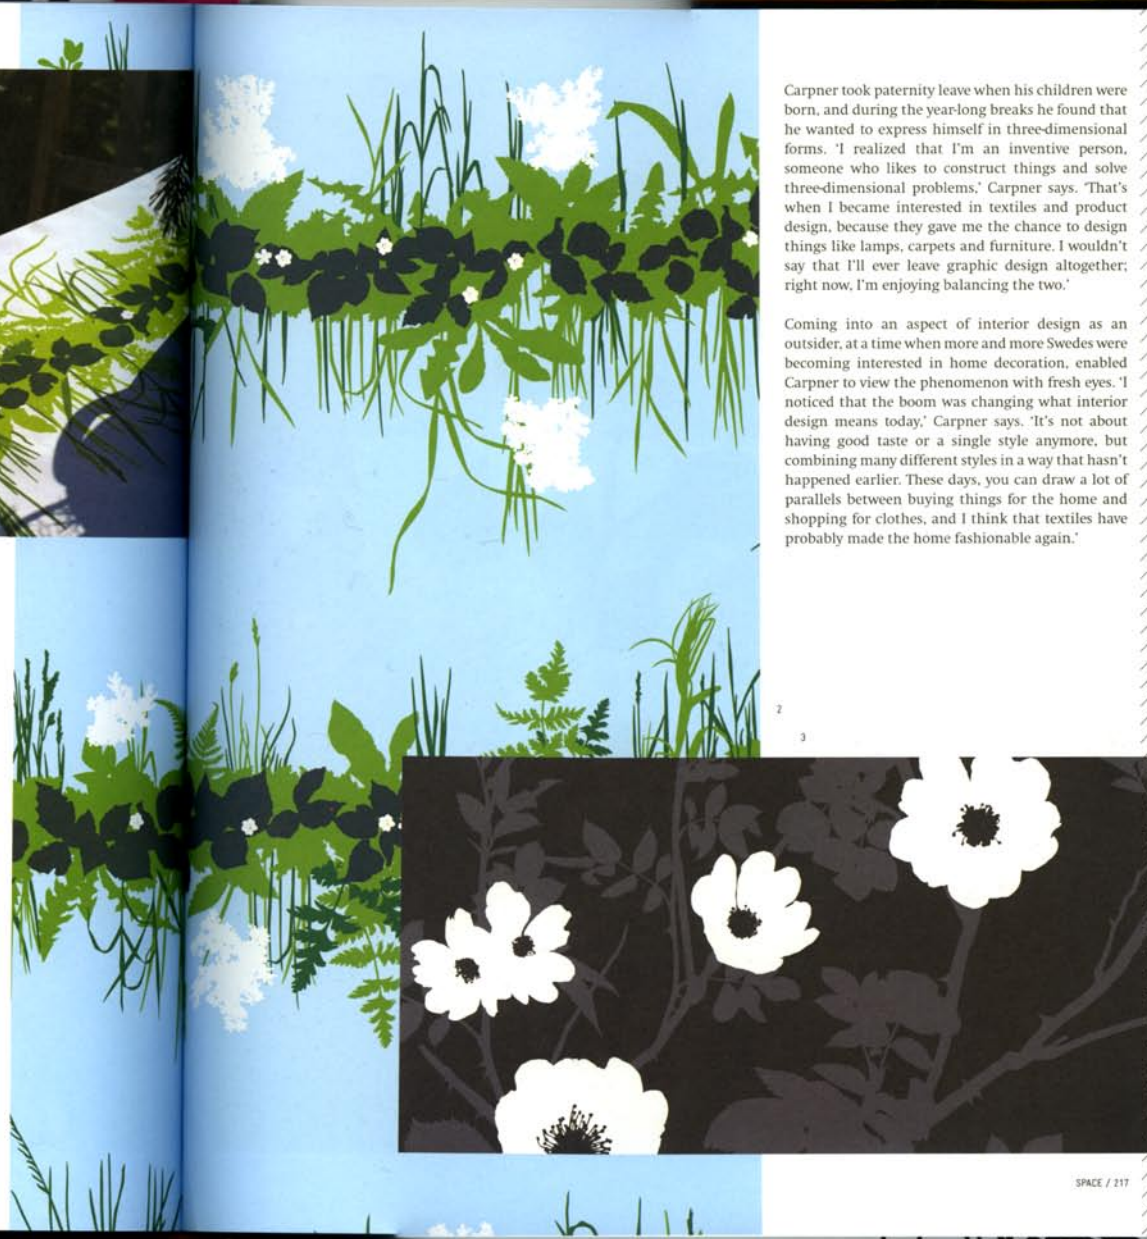 Carpner took paternity leave when his children were
born, and during the year-long breaks he found that
he wanted to express himself in three-dimensional
forms. ‘I realized that I’m an inventive person,
someone who likes to construct things and solve
three-dimensional problems,’ Carpner says. ‘That’s
when I became interested in textiles and product
design, because they gave me the chance to design
things like lamps, carpets and furniture. I wouldn’t
say that I’ll ever leave graphic design altogether;
right now, I’m enjoying balancing the two.’
Coming into an aspect of interior design as an
outsider, at a time when more and more Swedes were
becoming interested in home decoration, enabled
Carpner to view the phenomenon with fresh eyes. ‘I
noticed that the boom was changing what interior
design means today,’ Carpner says. ‘It’s not about
having good taste or a single style anymore, but
combining many different styles in a way that hasn’t
happened earlier. These days, you can draw a lot of
parallels between buying things for the home and
shopping for clothes, and I think that textiles have
probably made the home fashionable again.’
2
3
SPACE / 217